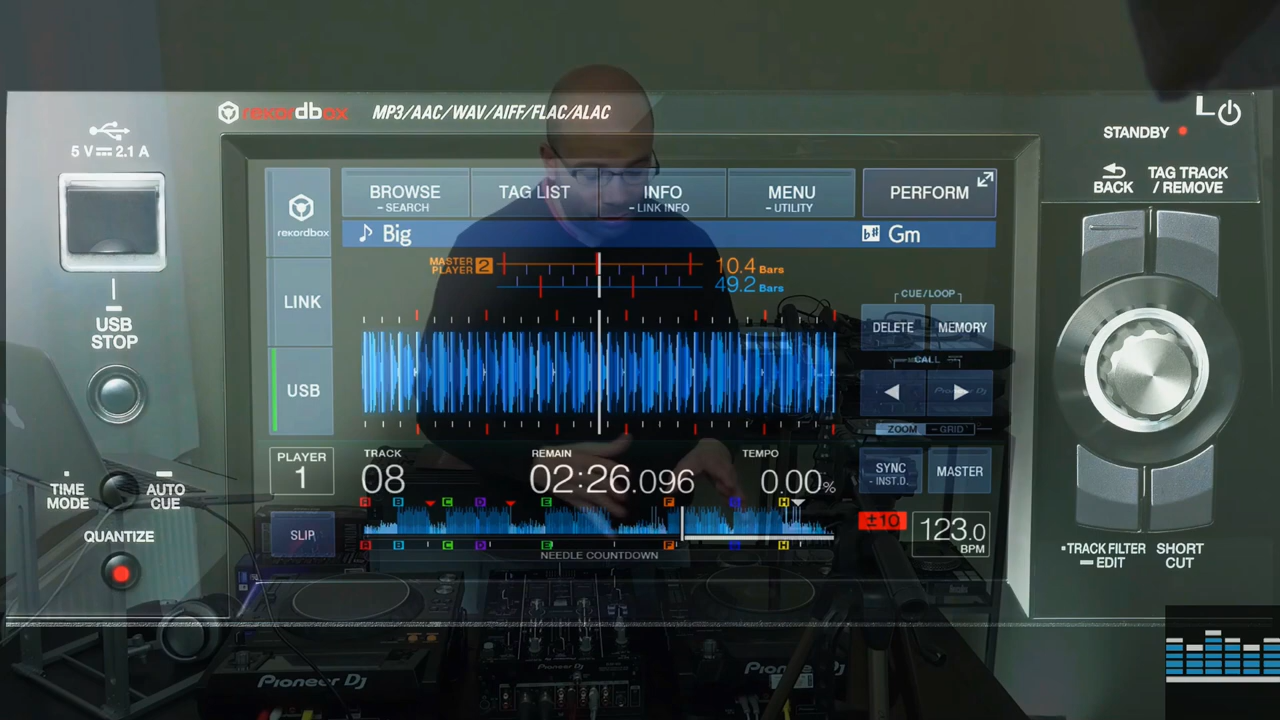 rekordbox MP3/AAC/WAV/AIFF/FLAC/ALAC
STANDBY
5 V 2.1 A
BACK
TAG TRACK
/ REMOVE
BROWSE
- SEARCH
TAG LIST
INFO
- LINK INFO
MENU
- UTILITY
PERFORM
rekordbox
Big
Gm
MASTER
PLAYER 2
10.4 Bars
49.2 Bars
CUE/LOOP
DELETE
MEMORY
LINK
USB
STOP
CALL
USB
ZOOM
- GRID
PLAYER
1
TRACK
08
REMAIN
02:26.096
TEMPO
0.00%
SYNC
- INST.D.
MASTER
TIME
MODE
AUTO
CUE
A B C D E F H
QUANTIZE
SLIP
±10
123.0
BPM
A B C D E F H
NEEDLE COUNTDOWN
TRACK FILTER
EDIT
SHORT
CUT
Pioneer Dj
Pioneer Dj
Pioneer Dj